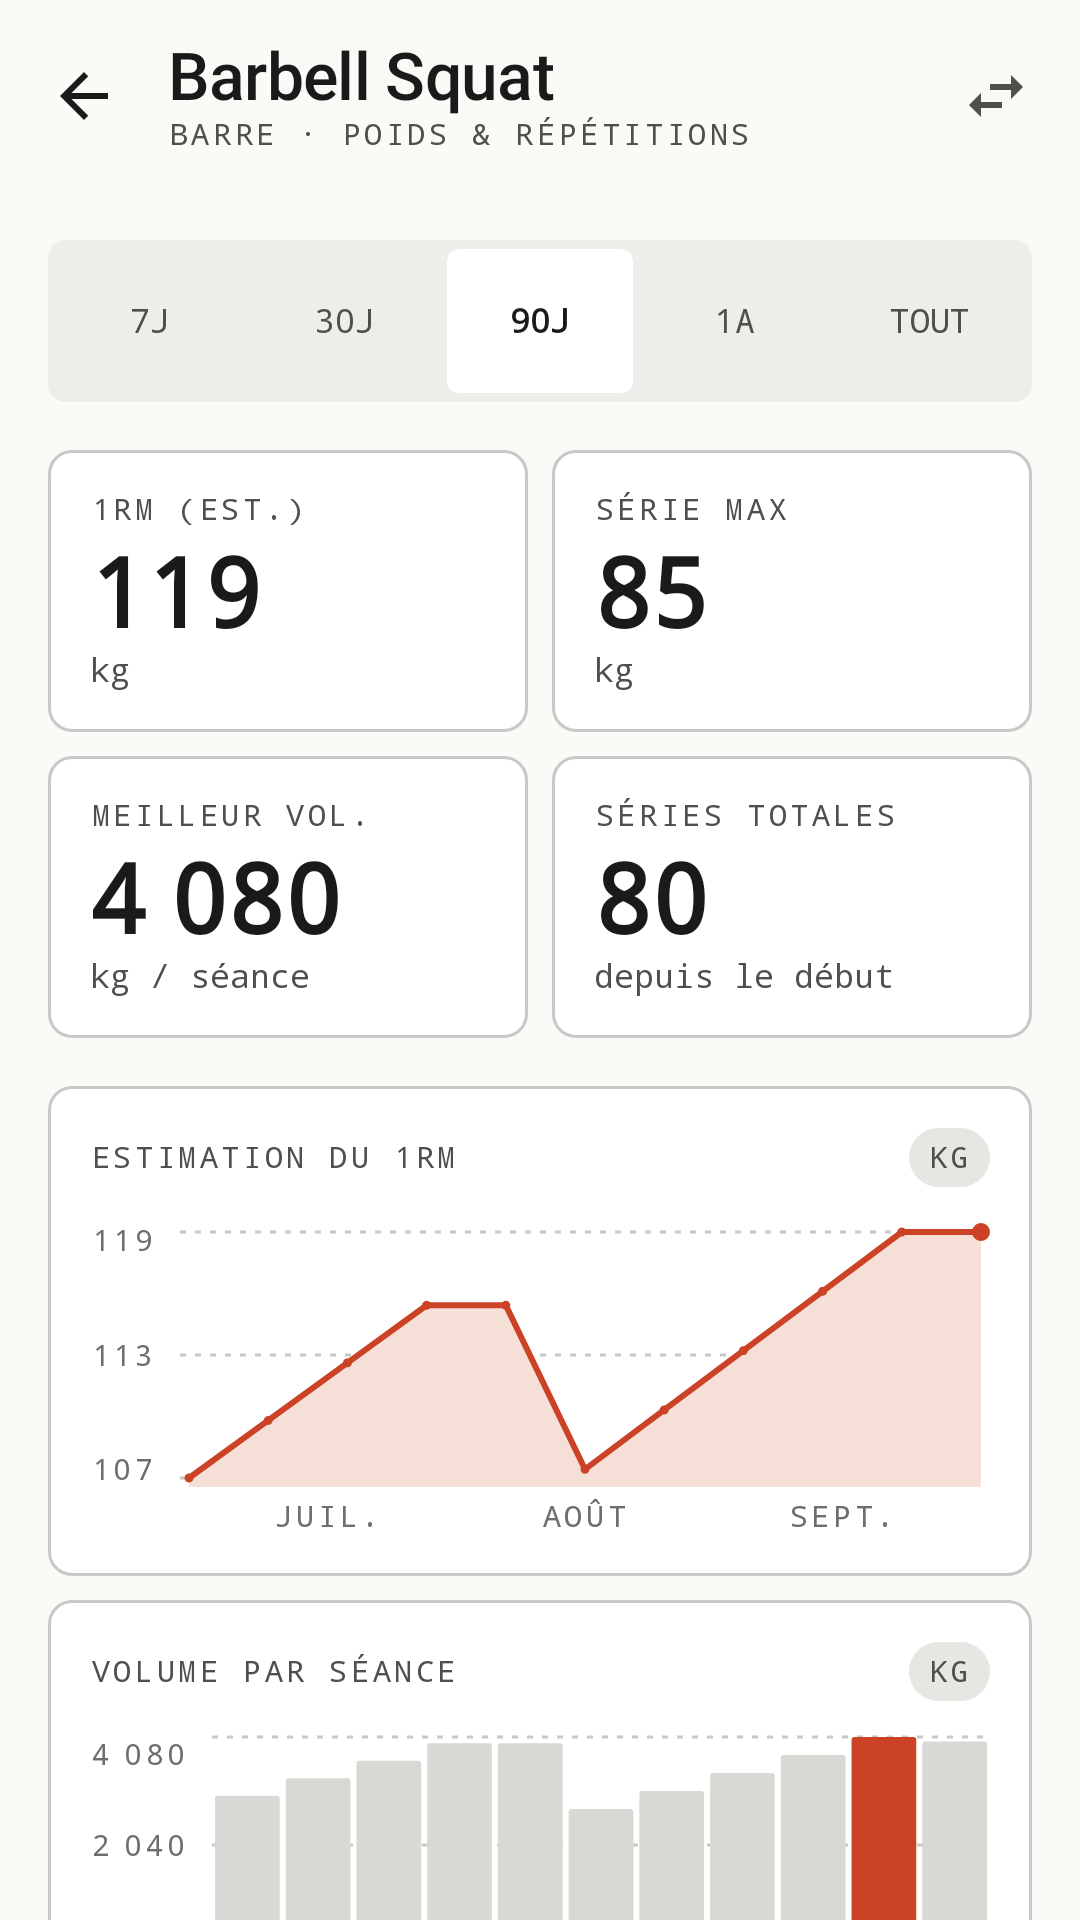 Barbell Squat
BARRE · POIDS & RÉPÉTITIONS
7J 30J 90J 1A TOUT
1RM (EST.)
119
kg
SÉRIE MAX
85
kg
MEILLEUR VOL.
4 080
kg / séance
SÉRIES TOTALES
80
depuis le début
ESTIMATION DU 1RM KG
119
113
107
JUIL. AOÛT SEPT.
VOLUME PAR SÉANCE KG
4 080
2 040